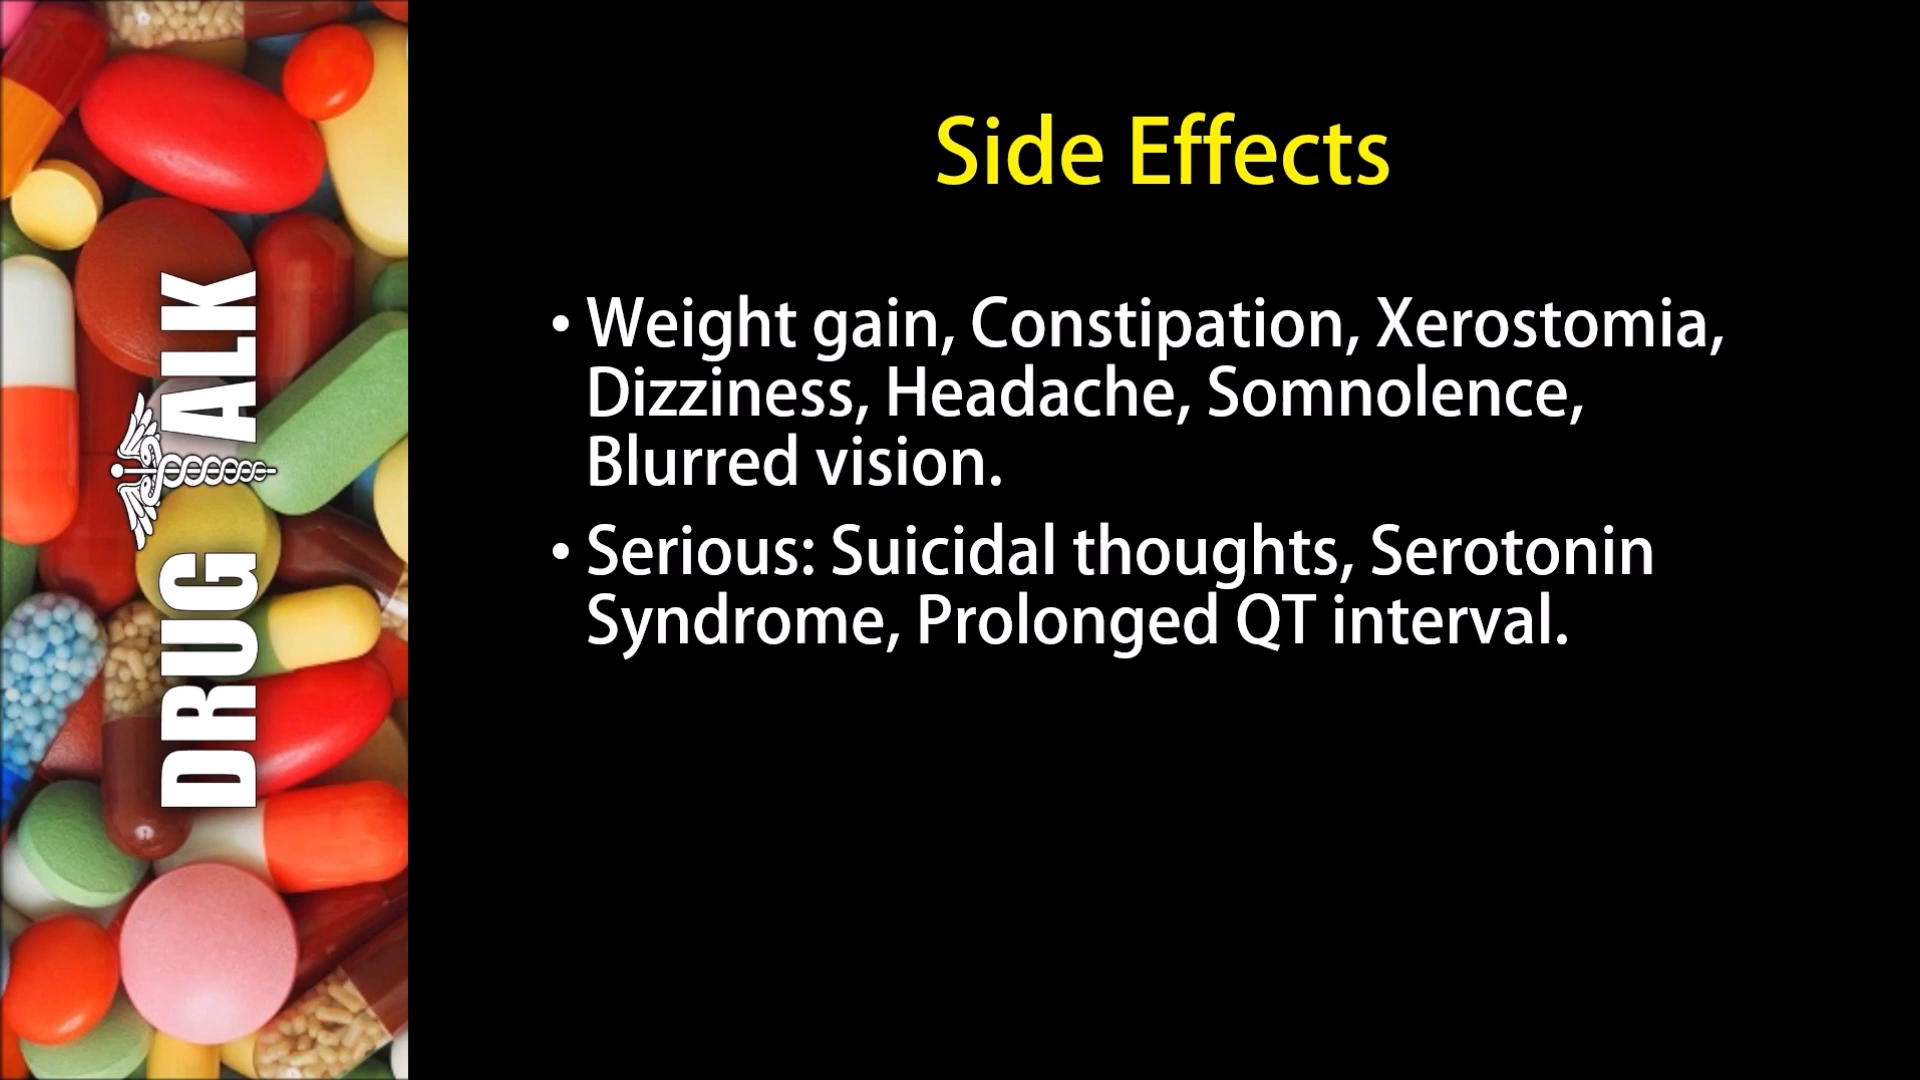 DRUG TALK
Side Effects
• Weight gain, Constipation, Xerostomia,
Dizziness, Headache, Somnolence,
Blurred vision.
• Serious: Suicidal thoughts, Serotonin
Syndrome, Prolonged QT interval.